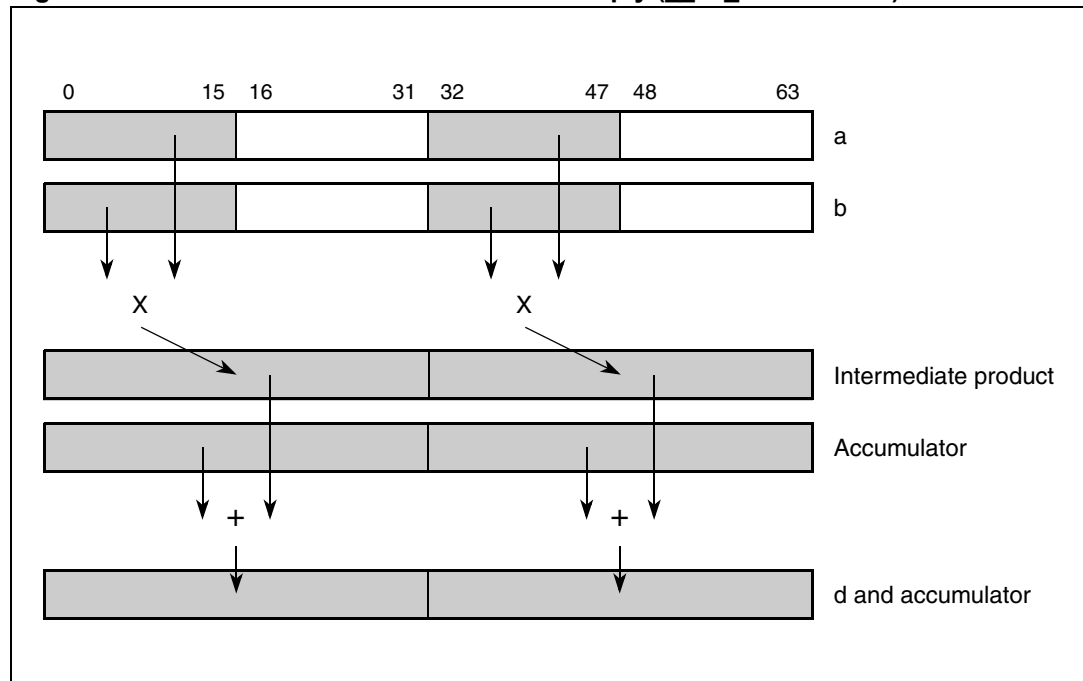 0 15 16 31 32 47 48 63
a
b
X X
Intermediate product
Accumulator
+ +
d and accumulator